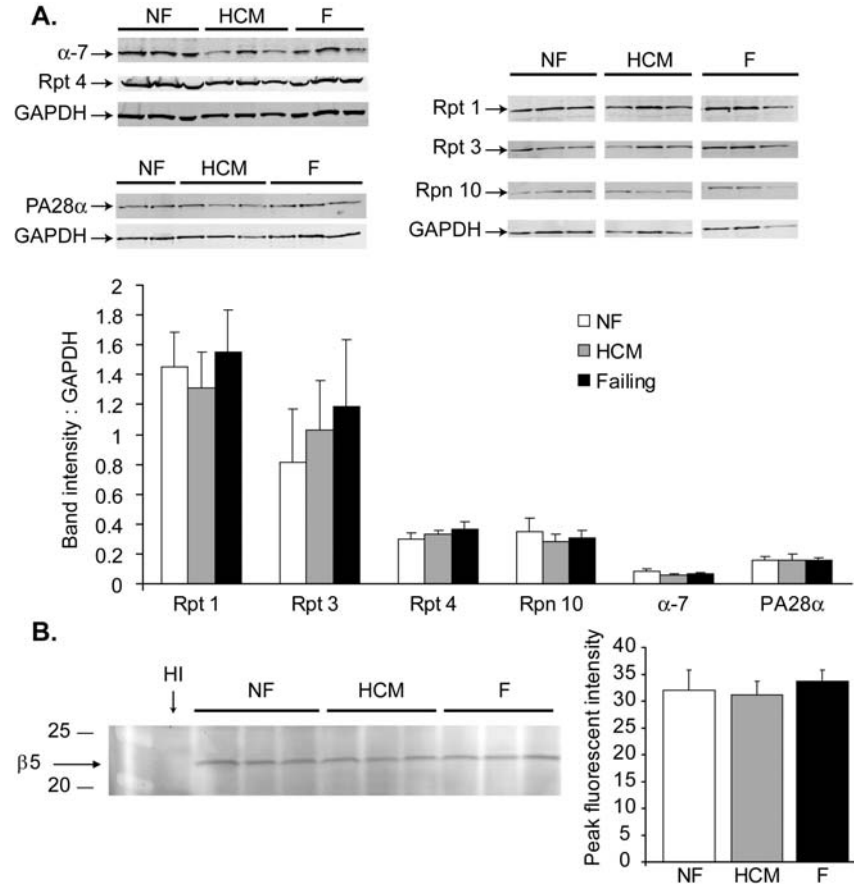 A.
NF HCM F
α-7
Rpt 4
GAPDH
NF HCM F
PA28α
GAPDH
NF HCM F
Rpt 1
Rpt 3
Rpn 10
GAPDH
Band intensity : GAPDH
2
1.8
1.6
1.4
1.2
1
0.8
0.6
0.4
0.2
0
NF
HCM
Failing
Rpt 1 Rpt 3 Rpt 4 Rpn 10 α-7 PA28α
B.
HI
NF HCM F
25
β5
20
Peak fluorescent intensity
40
35
30
25
20
15
10
5
0
NF HCM F